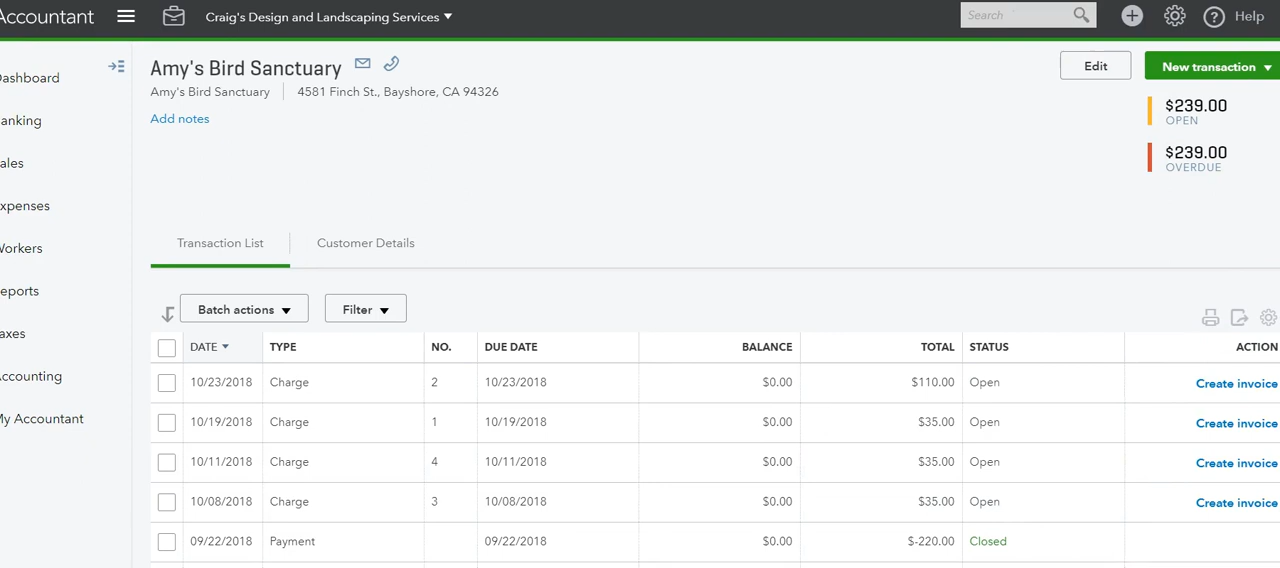 Accountant
Craig's Design and Landscaping Services
Search
Help
Dashboard
anking
ales
xpenses
Workers
eports
axes
Accounting
My Accountant
Amy's Bird Sanctuary
Amy's Bird Sanctuary 4581 Finch St., Bayshore, CA 94326
Add notes
Edit
New transaction
$239.00
OPEN
$239.00
OVERDUE
Transaction List Customer Details
Batch actions Filter
DATE TYPE NO. DUE DATE BALANCE TOTAL STATUS ACTION
10/23/2018 Charge 2 10/23/2018 $0.00 $110.00 Open Create invoice
10/19/2018 Charge 1 10/19/2018 $0.00 $35.00 Open Create invoice
10/11/2018 Charge 4 10/11/2018 $0.00 $35.00 Open Create invoice
10/08/2018 Charge 3 10/08/2018 $0.00 $35.00 Open Create invoice
09/22/2018 Payment 09/22/2018 $0.00 $-220.00 Closed